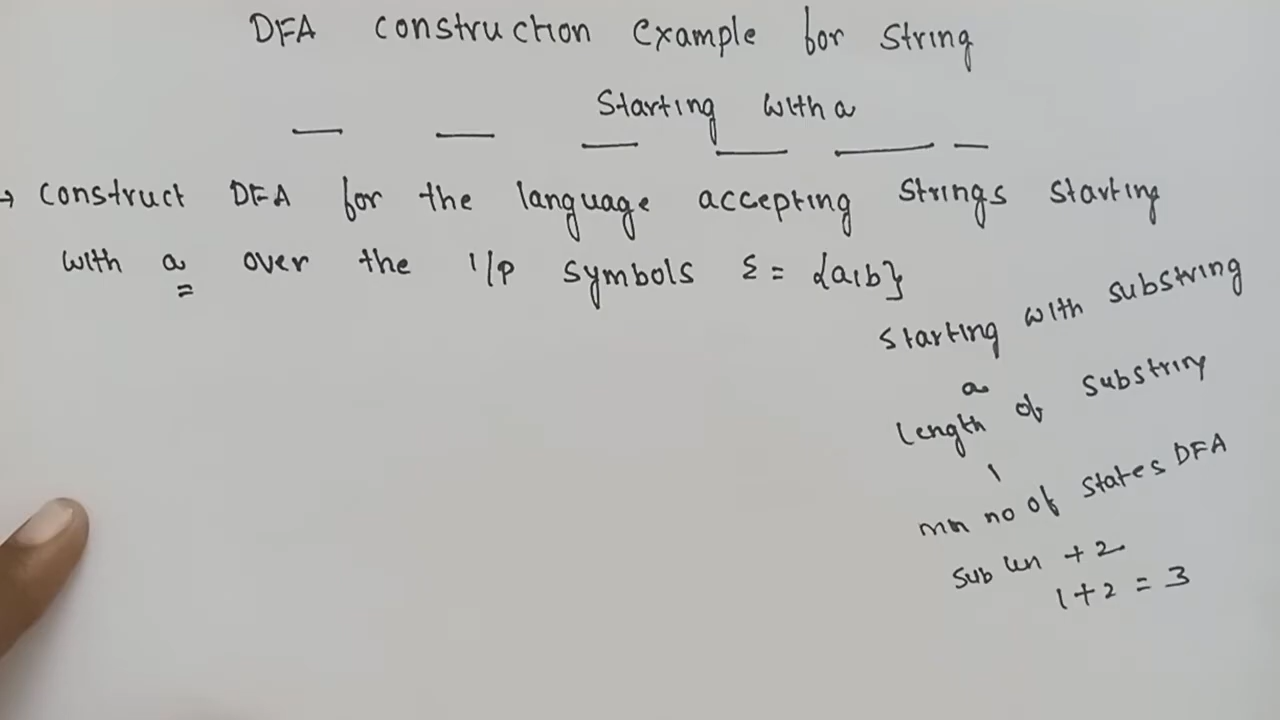 DFA construction Example for String
Starting with a
→ construct DFA for the language accepting Strings starting
with a over the I/P symbols Σ = {a,b}
Starting with substring
a
length of substring
1
min no of states DFA
Sub len + 2
1+2 = 3